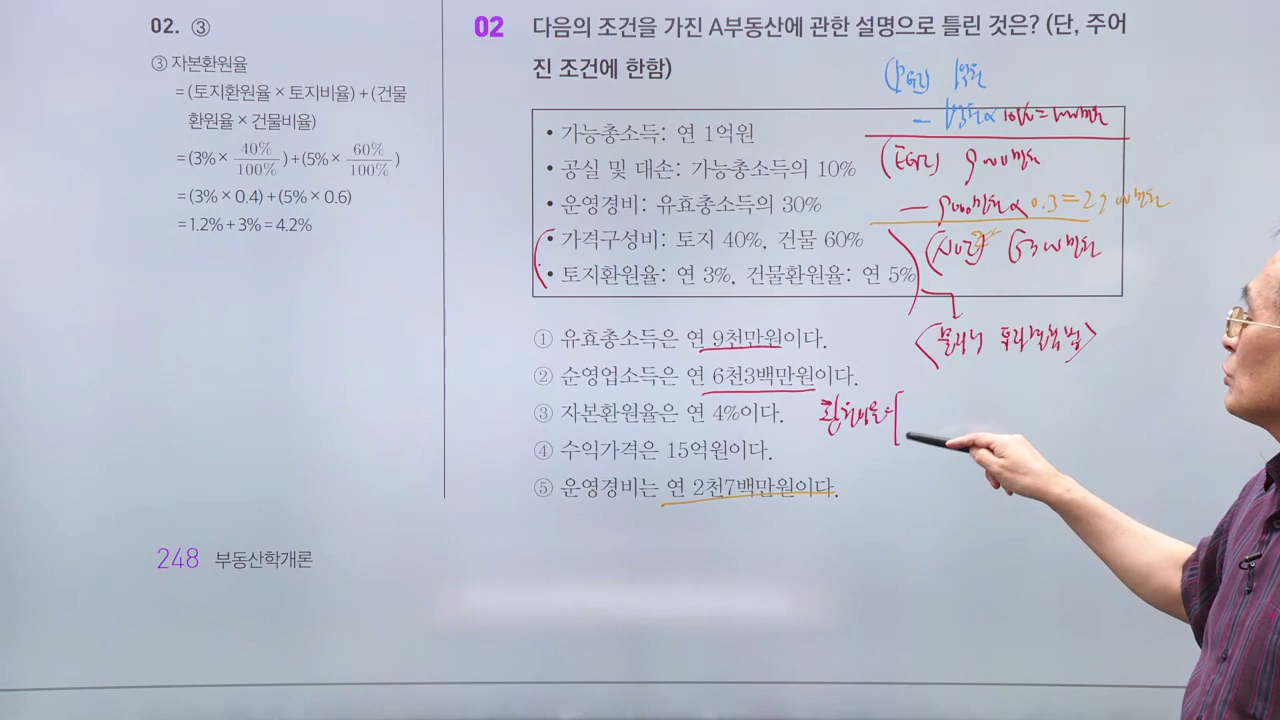 02. ③
③ 자본환원율
= (토지환원율 × 토지비율) + (건물
환원율 × 건물비율)
= (3% × 40%/100%) + (5% × 60%/100%)
= (3% × 0.4) + (5% × 0.6)
= 1.2% + 3% = 4.2%
02 다음의 조건을 가진 A부동산에 관한 설명으로 틀린 것은? (단, 주어
진 조건에 한함)
• 가능총소득: 연 1억원
• 공실 및 대손: 가능총소득의 10%
• 운영경비: 유효총소득의 30%
• 가격구성비: 토지 40%, 건물 60%
• 토지환원율: 연 3%, 건물환원율: 연 5%
① 유효총소득은 연 9천만원이다.
② 순영업소득은 연 6천3백만원이다.
③ 자본환원율은 연 4%이다.
④ 수익가격은 15억원이다.
⑤ 운영경비는 연 2천7백만원이다.
(PGI) 1억원
(EGI)
0.3 = 27
248 부동산학개론